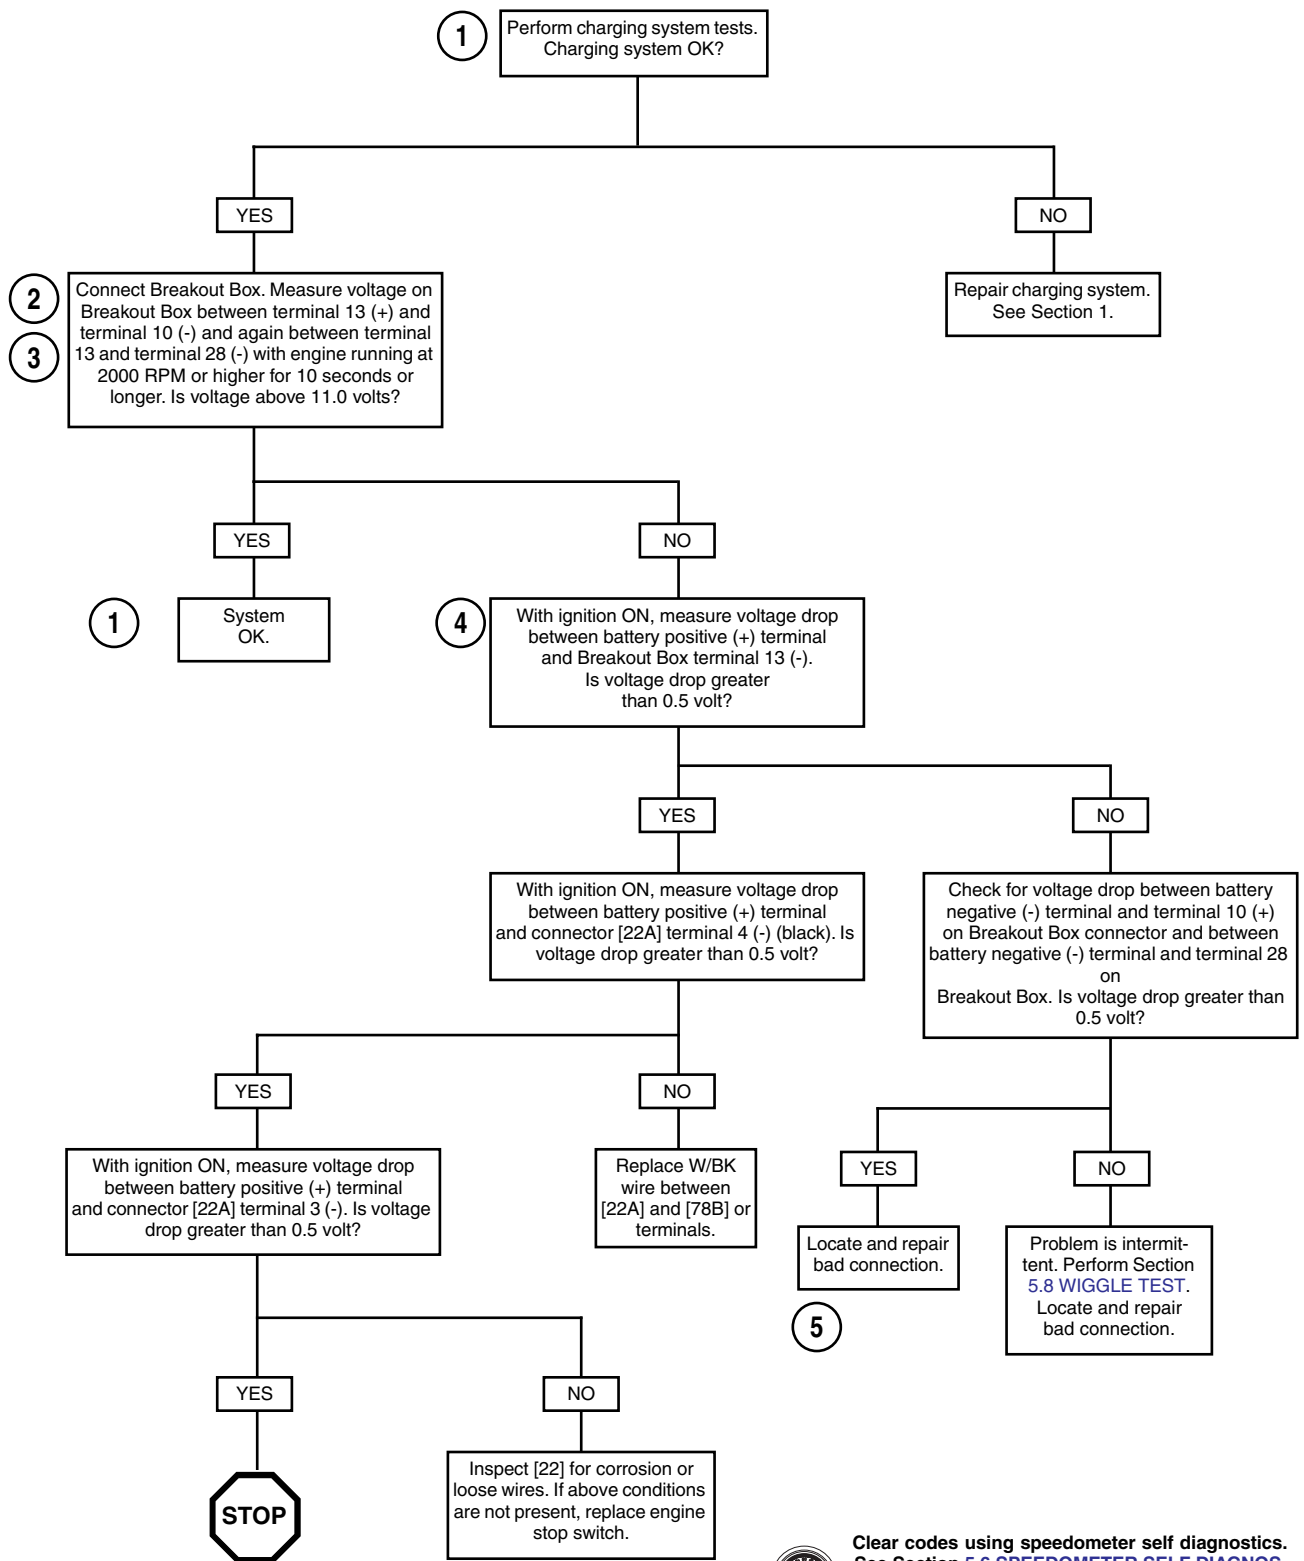 1
Perform charging system tests.
Charging system OK?
YES
NO
2
3
Connect Breakout Box. Measure voltage on
Breakout Box between terminal 13 (+) and
terminal 10 (-) and again between terminal
13 and terminal 28 (-) with engine running at
2000 RPM or higher for 10 seconds or
longer. Is voltage above 11.0 volts?
Repair charging system.
See Section 1.
YES
NO
1
System
OK.
4
With ignition ON, measure voltage drop
between battery positive (+) terminal
and Breakout Box terminal 13 (-).
Is voltage drop greater
than 0.5 volt?
YES
NO
With ignition ON, measure voltage drop
between battery positive (+) terminal
and connector [22A] terminal 4 (-) (black). Is
voltage drop greater than 0.5 volt?
Check for voltage drop between battery
negative (-) terminal and terminal 10 (+)
on Breakout Box connector and between
battery negative (-) terminal and terminal 28
on
Breakout Box. Is voltage drop greater than
0.5 volt?
YES
NO
With ignition ON, measure voltage drop
between battery positive (+) terminal
and connector [22A] terminal 3 (-). Is voltage
drop greater than 0.5 volt?
Replace W/BK
wire between
[22A] and [78B] or
terminals.
YES
NO
Locate and repair
bad connection.
5
Problem is intermit-
tent. Perform Section
5.8 WIGGLE TEST.
Locate and repair
bad connection.
YES
NO
STOP
Inspect [22] for corrosion or
loose wires. If above conditions
are not present, replace engine
stop switch.
Clear codes using speedometer self diagnostics.
See Section 5.6 SPEEDOMETER SELF DIAGNOS-